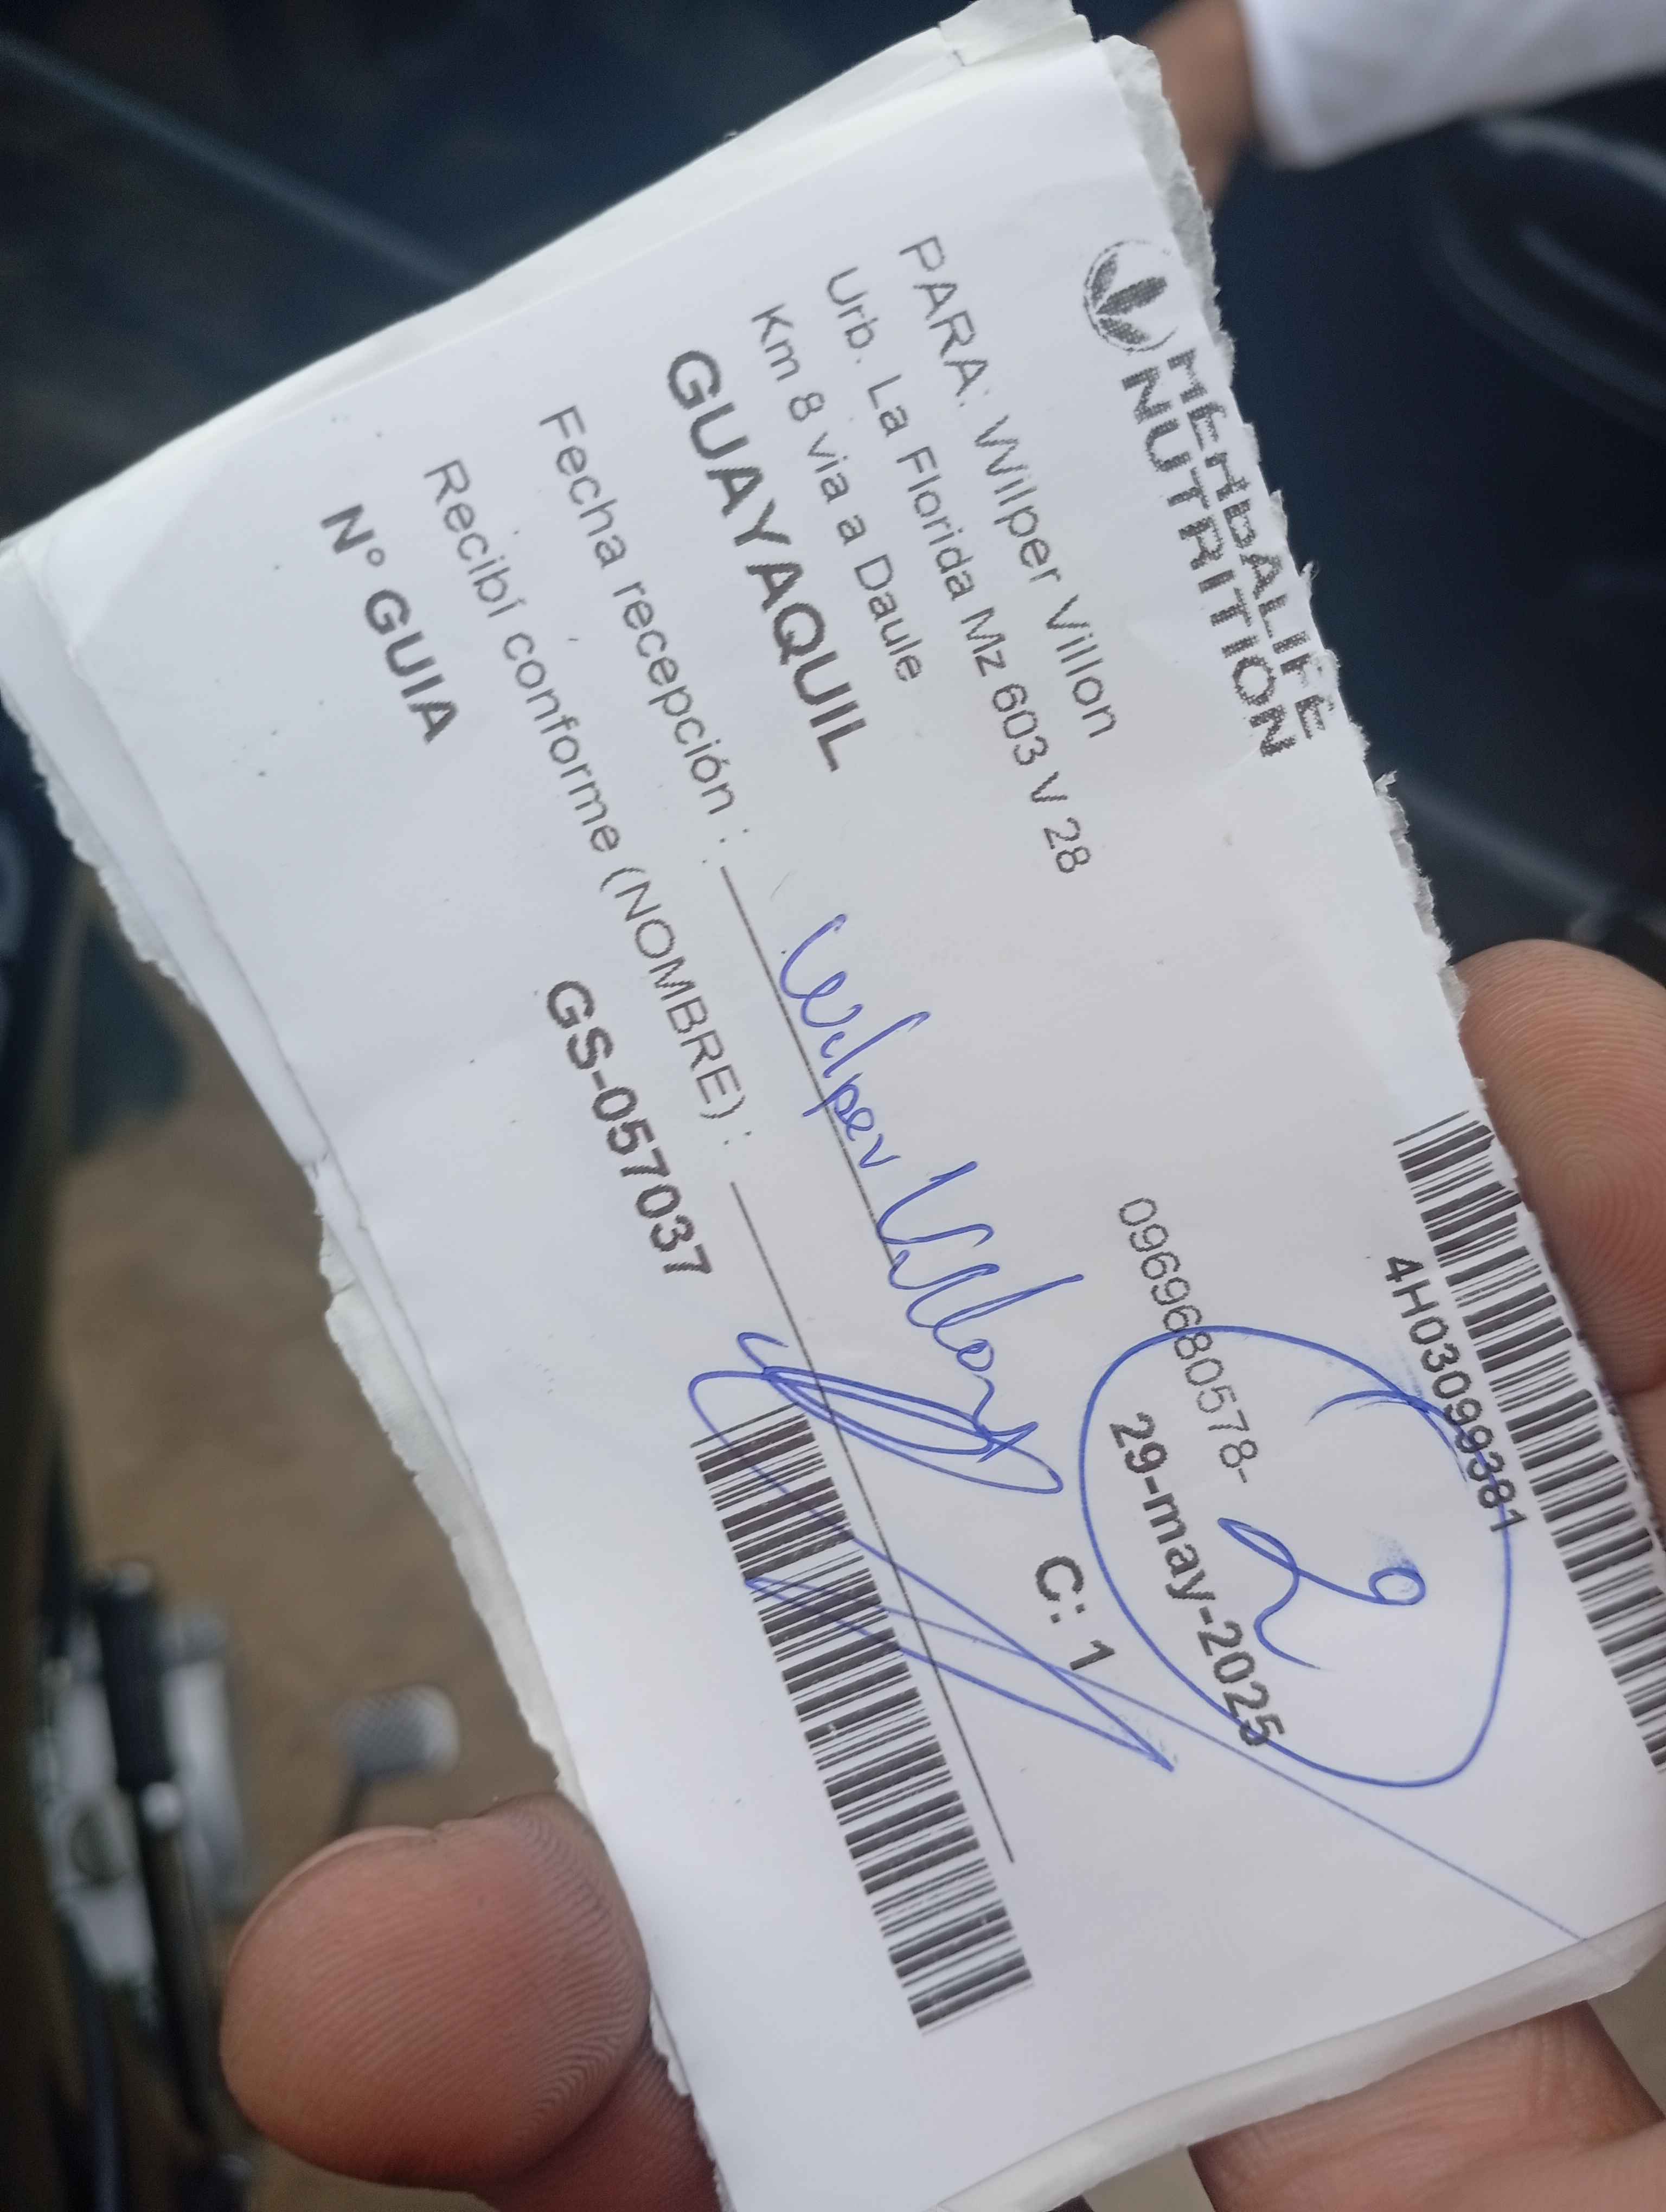 HERBALIFE
NUTRITION
4H03099381
PARA: Wilper Villon
0969680578-
Urb. La Florida Mz 603 V 28
29-may-2025
Km 8 via a Daule
GUAYAQUIL
C: 1
Fecha recepción :
Wilper Villon
Recibí conforme (NOMBRE) :
N° GUIA
GS-057037